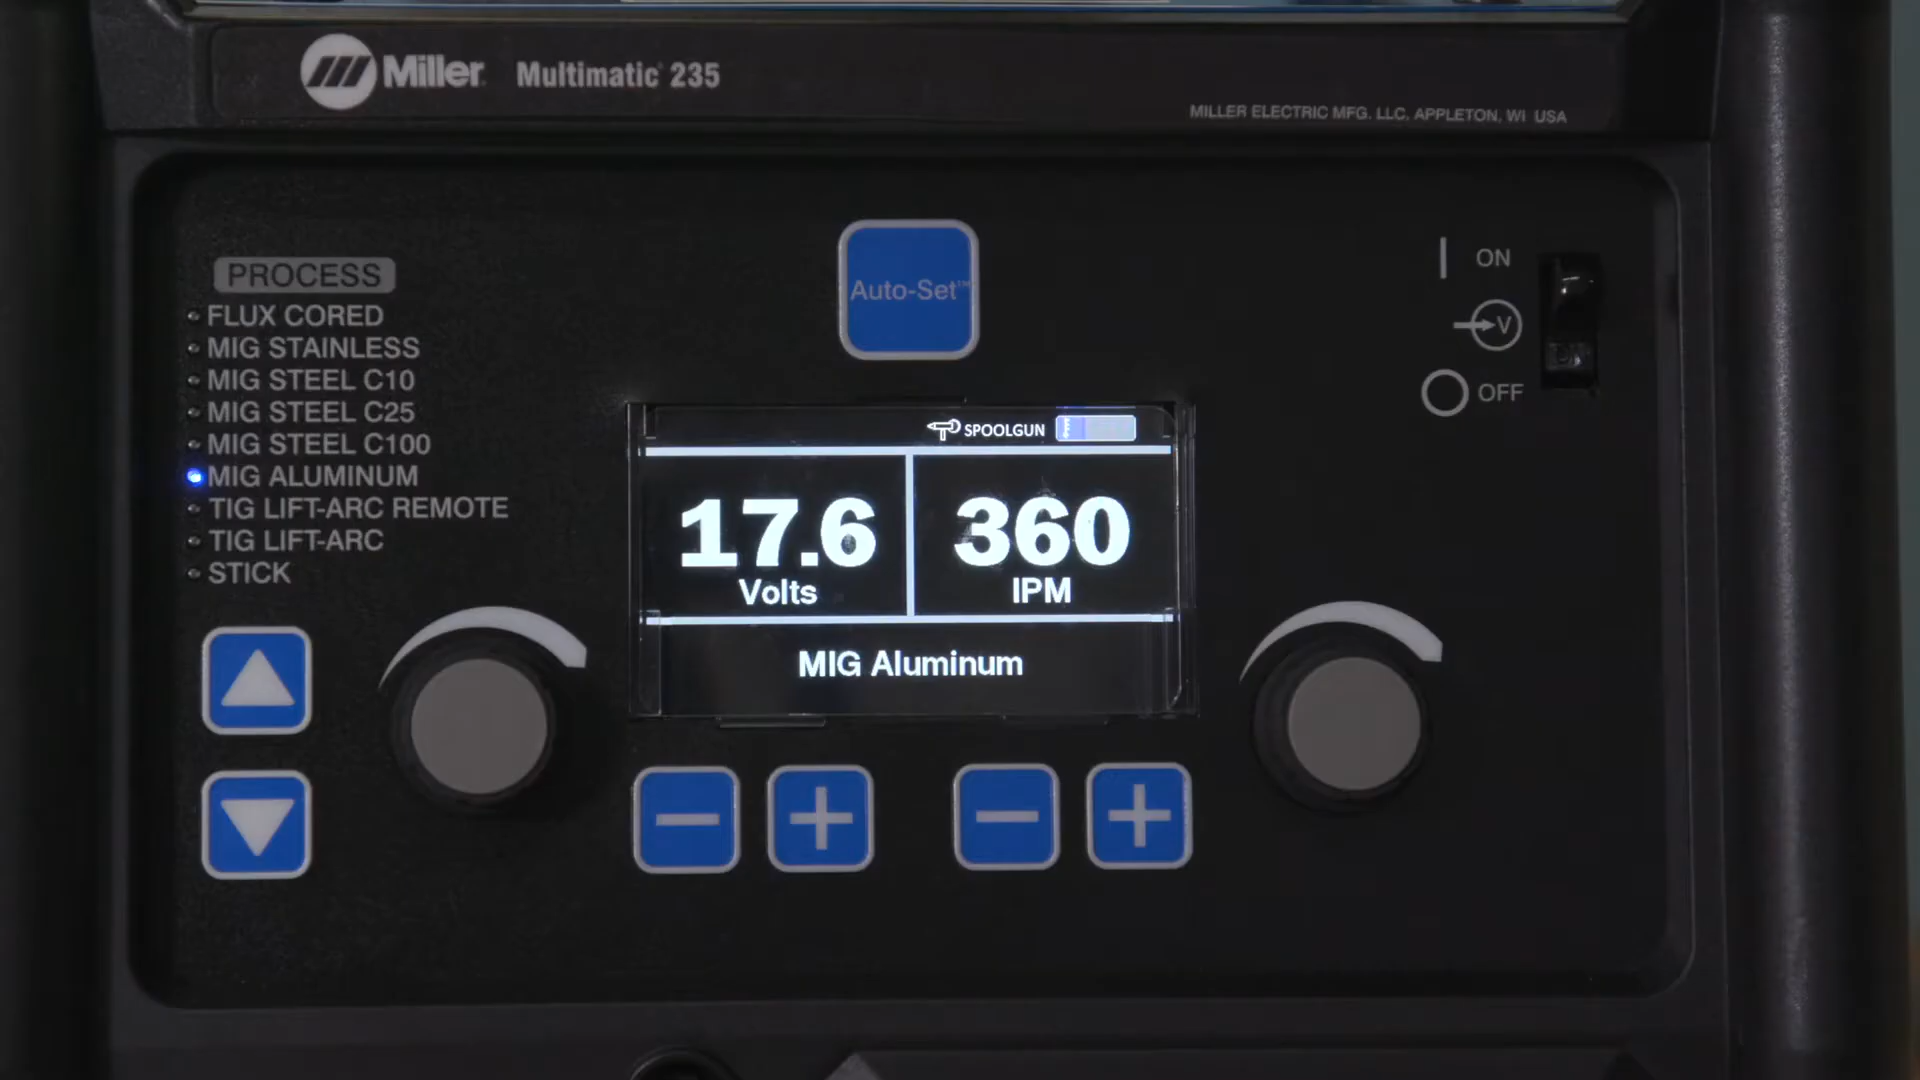 Miller Multimatic® 235
MILLER ELECTRIC MFG. LLC, APPLETON, WI USA
Auto-Set™
ON
V
OFF
PROCESS
FLUX CORED
MIG STAINLESS
MIG STEEL C10
MIG STEEL C25
MIG STEEL C100
MIG ALUMINUM
TIG LIFT-ARC REMOTE
TIG LIFT-ARC
STICK
SPOOLGUN
17.6 360
Volts IPM
MIG Aluminum